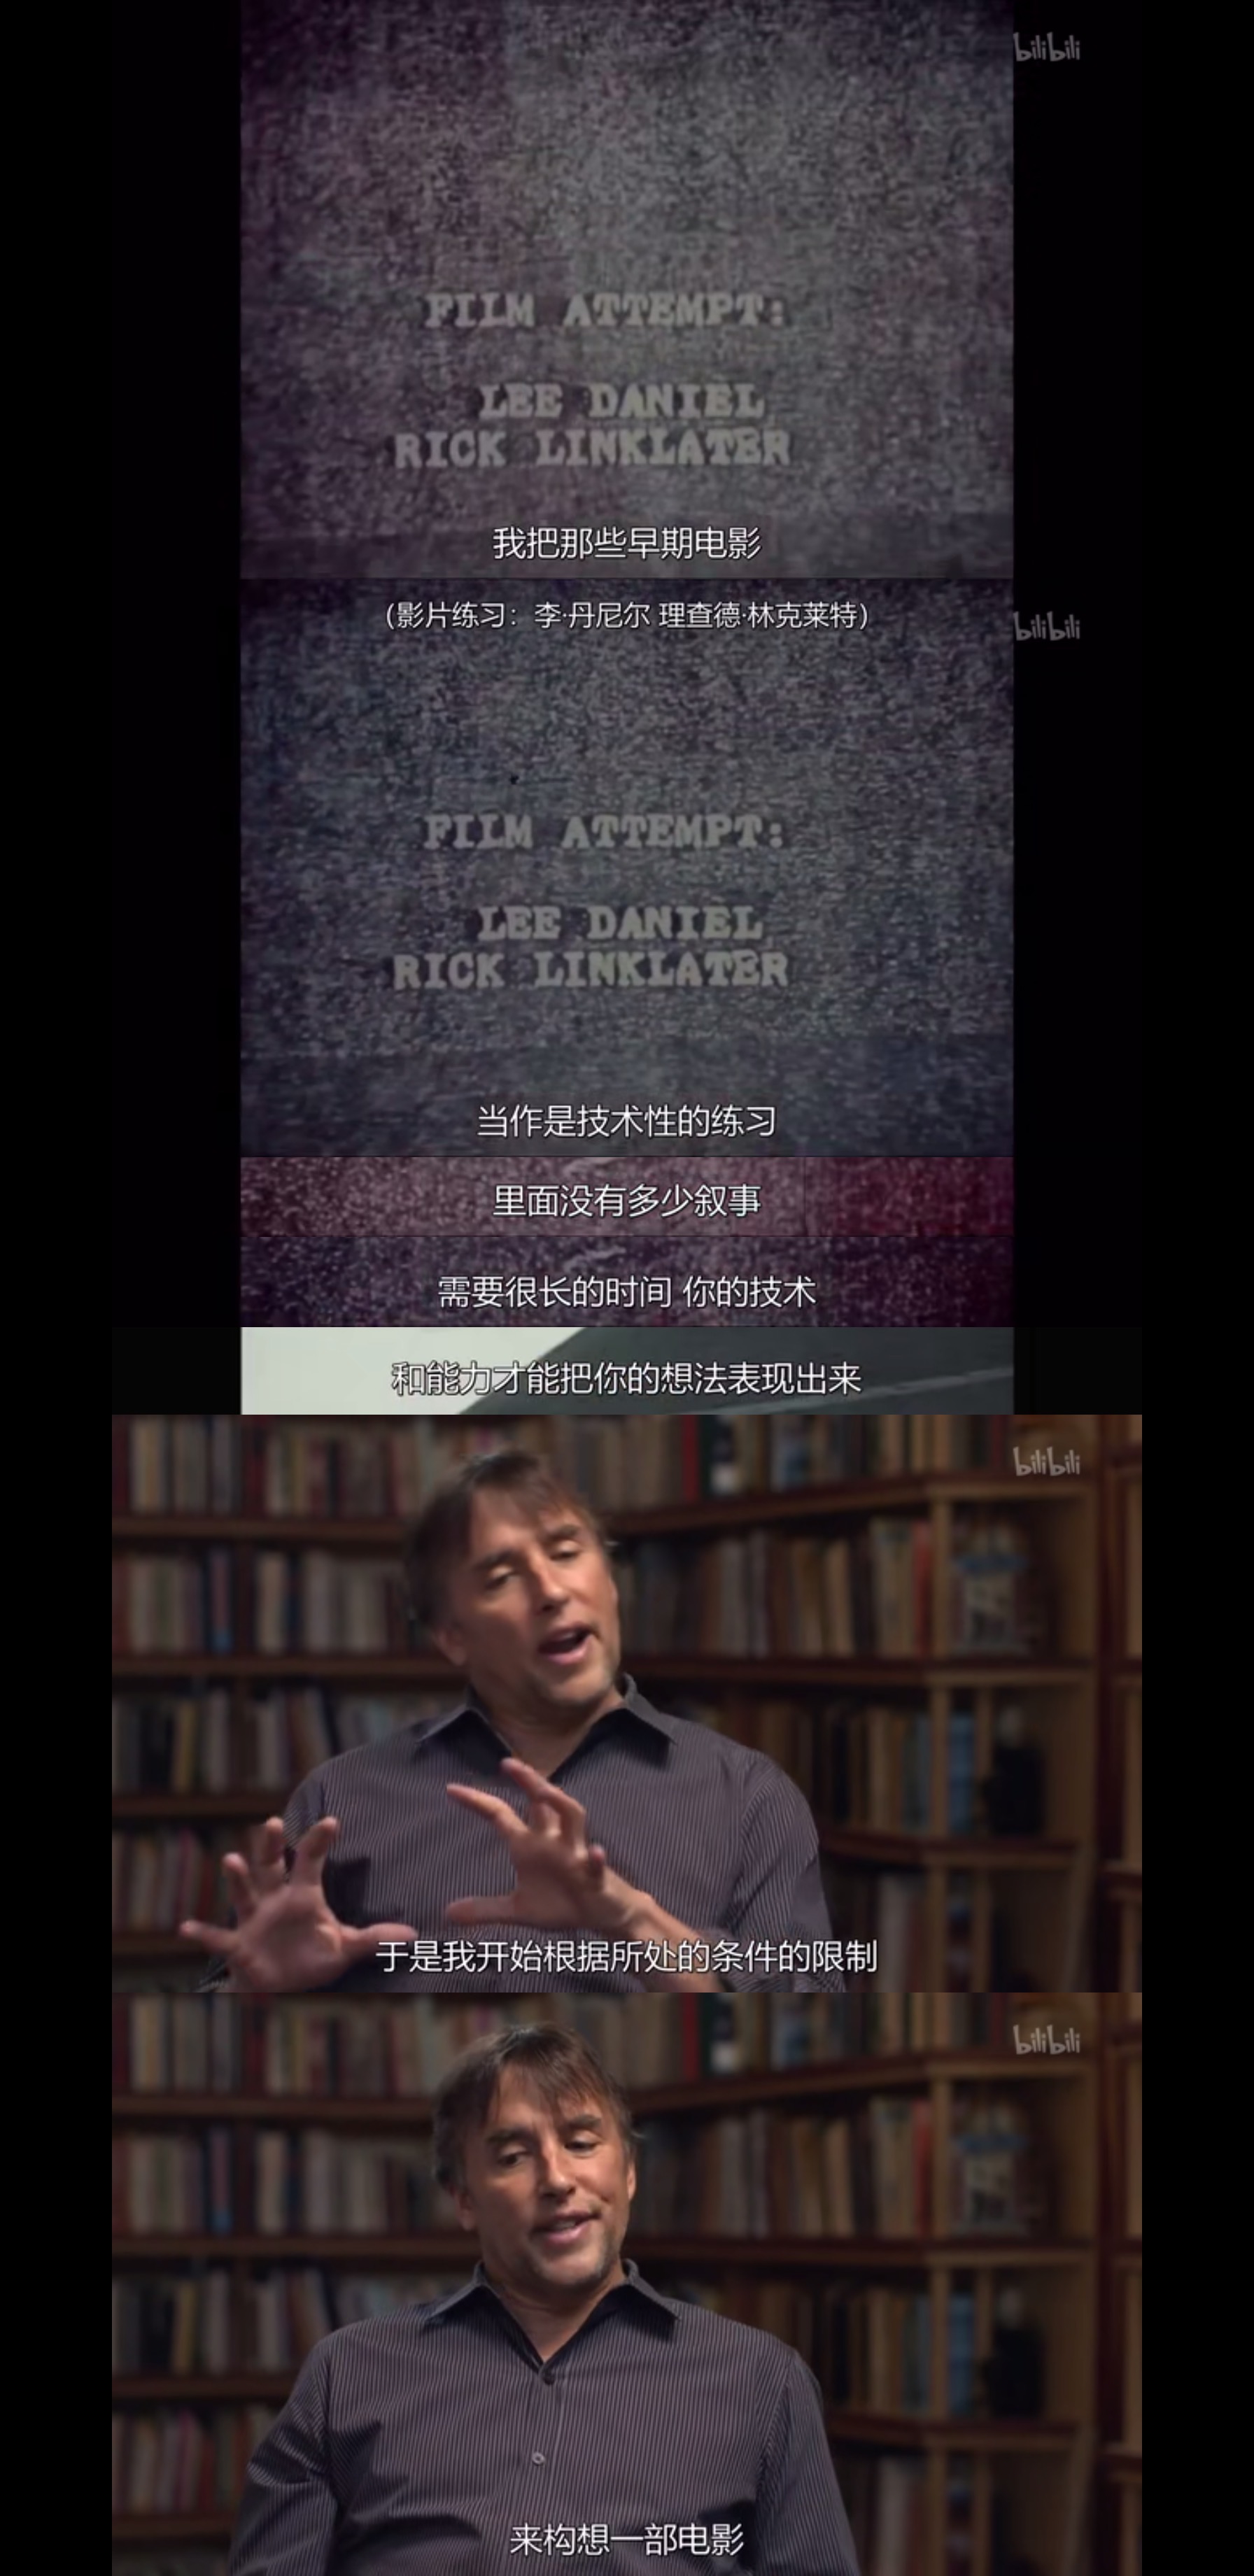 bilibili
FILM ATTEMPT:
LEE DANIEL
RICK LINKLATER
我把那些早期电影
(影片练习：李·丹尼尔 理查德·林克莱特)
bilibili
FILM ATTEMPT:
LEE DANIEL
RICK LINKLATER
当作是技术性的练习
里面没有多少叙事
需要很长的时间 你的技术
和能力才能把你的想法表现出来
bilibili
于是我开始根据所处的条件的限制
bilibili
来构想一部电影